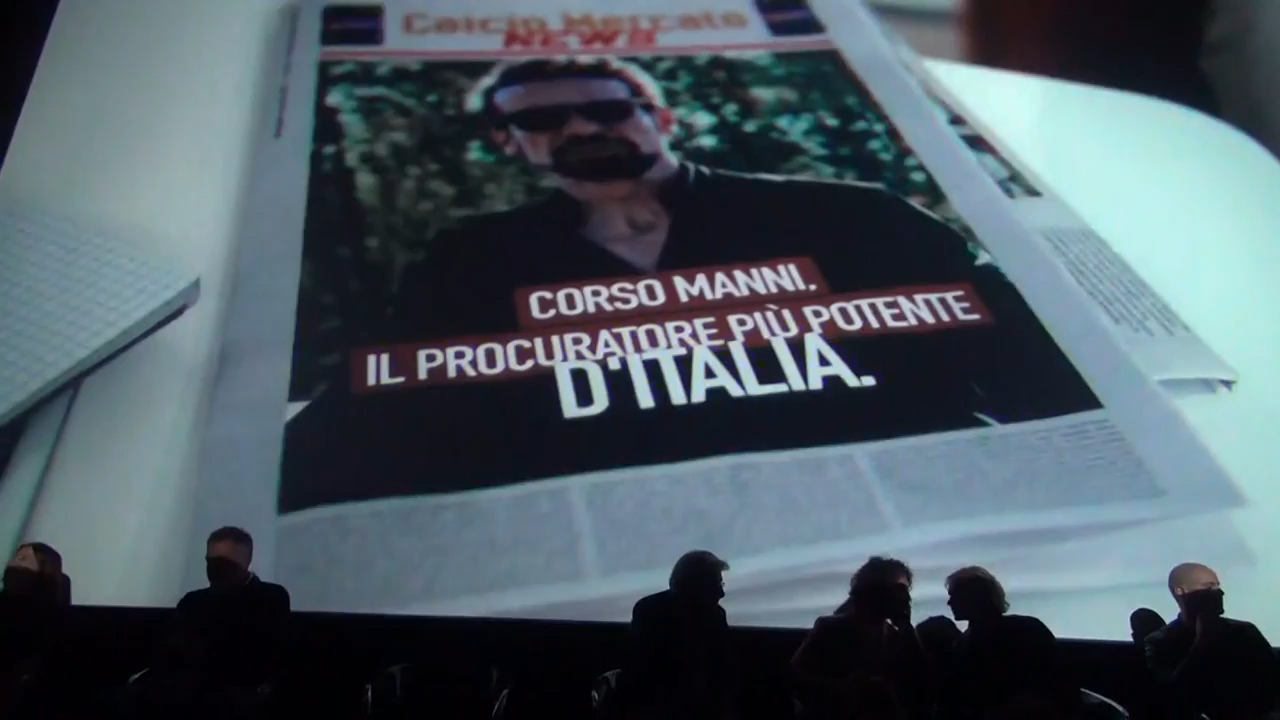 Calcio Mercato
NEWS
CORSO MANNI,
IL PROCURATORE PIÙ POTENTE
D'ITALIA.